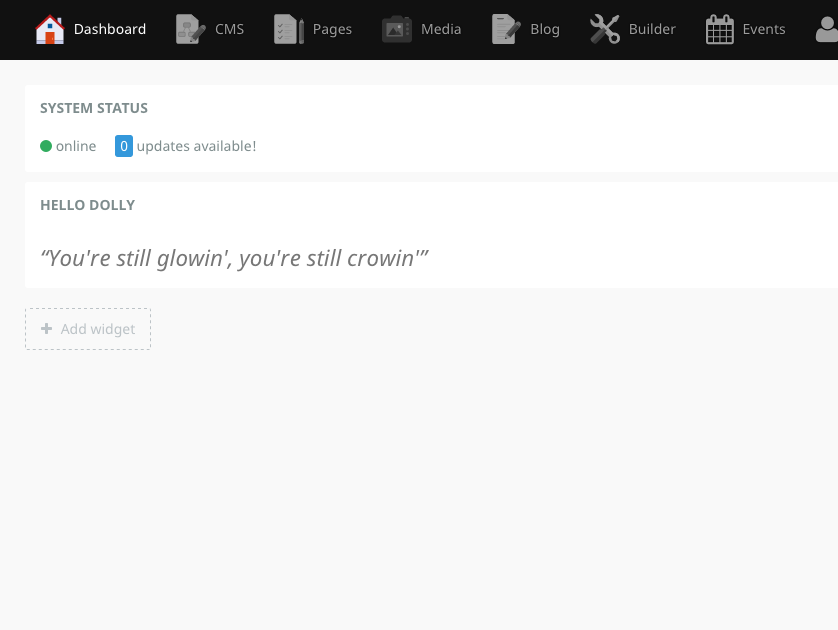 Dashboard CMS Pages Media Blog Builder Events
SYSTEM STATUS
online 0 updates available!
HELLO DOLLY
“You're still glowin', you're still crowin'”
+ Add widget